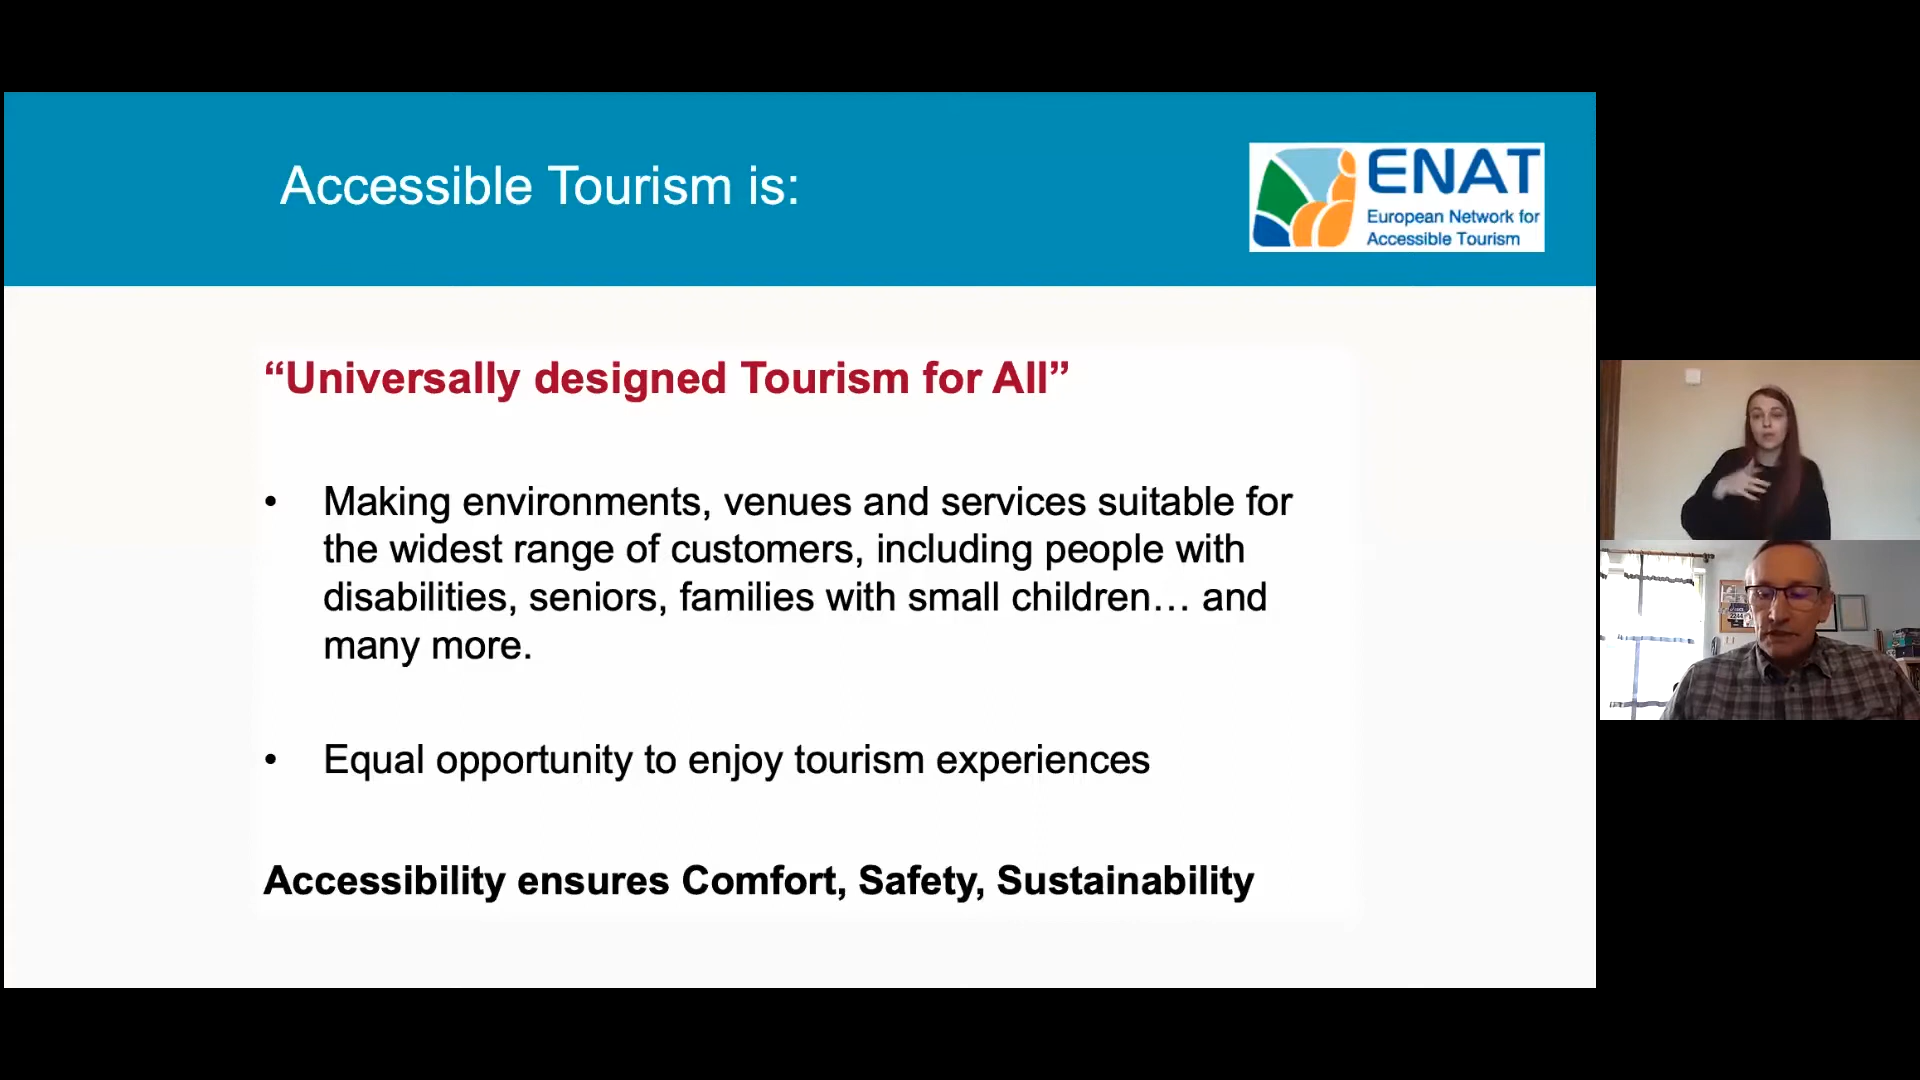 Accessible Tourism is:
ENAT
European Network for
Accessible Tourism
“Universally designed Tourism for All”
• Making environments, venues and services suitable for
the widest range of customers, including people with
disabilities, seniors, families with small children… and
many more.
• Equal opportunity to enjoy tourism experiences
Accessibility ensures Comfort, Safety, Sustainability